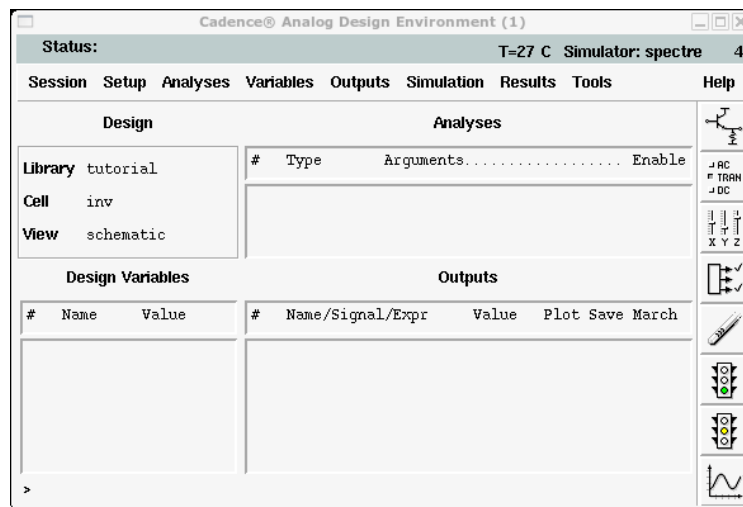 Cadence® Analog Design Environment (1)
Status: T=27 C Simulator: spectre 4
Session Setup Analyses Variables Outputs Simulation Results Tools Help
Design
Library tutorial
Cell inv
View schematic
Analyses
# Type Arguments.................. Enable
Design Variables
# Name Value
Outputs
# Name/Signal/Expr Value Plot Save March
AC
TRAN
DC
X Y Z
>